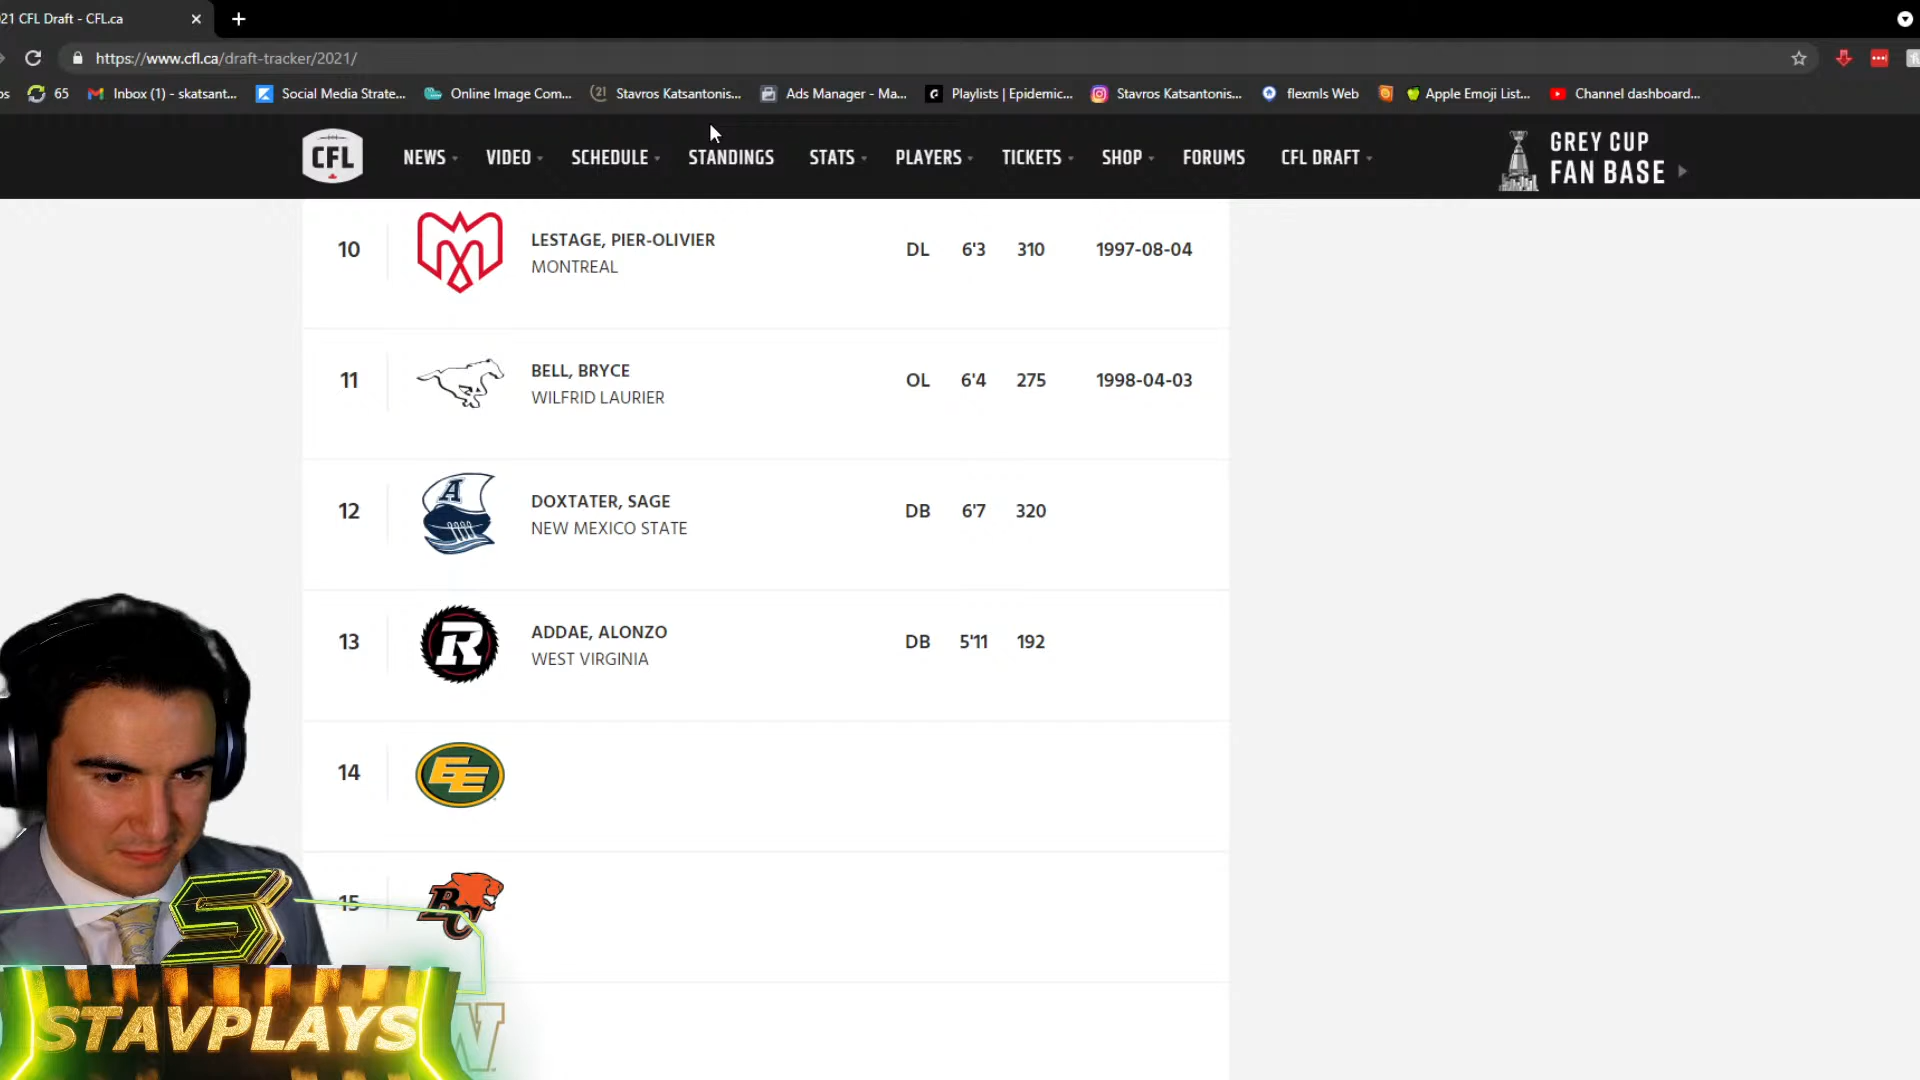 21 CFL Draft - CFL.ca
https://www.cfl.ca/draft-tracker/2021/
65 Inbox (1) - skatsant... Social Media Strate... Online Image Com... Stavros Katsantonis... Ads Manager - Ma... Playlists | Epidemic... Stavros Katsantonis... flexmls Web Apple Emoji List... Channel dashboard...
CFL NEWS VIDEO SCHEDULE STANDINGS STATS PLAYERS TICKETS SHOP FORUMS CFL DRAFT
GREY CUP
FAN BASE
10 LESTAGE, PIER-OLIVIER DL 6'3 310 1997-08-04
MONTREAL
11 BELL, BRYCE OL 6'4 275 1998-04-03
WILFRID LAURIER
12 A DOXTATER, SAGE DB 6'7 320
NEW MEXICO STATE
13 R ADDAE, ALONZO DB 5'11 192
WEST VIRGINIA
14 EE
15 BC
S
STAVPLAYS
W